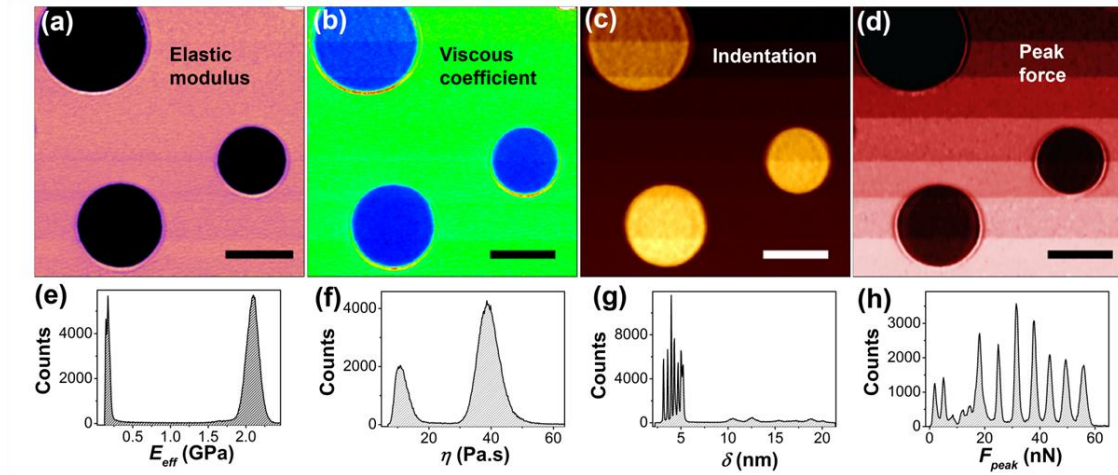 (a)
Elastic
modulus
(b)
Viscous
coefficient
(c)
Indentation
(d)
Peak
force
(e)
Counts
4000
2000
0
0.5 1.0 1.5 2.0
E_eff (GPa)
(f)
Counts
4000
2000
0
20 40 60
η (Pa.s)
(g)
Counts
8000
4000
0
5 10 15 20
δ (nm)
(h)
Counts
3000
2000
1000
0
0 20 40 60
F_peak (nN)